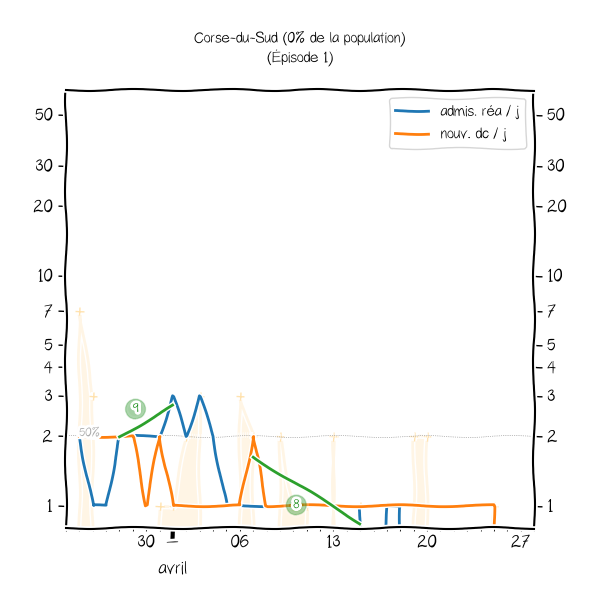 Corse-du-Sud (0% de la population)
(Épisode 1)
admis. réa / j
nouv. dc / j
50 50
30 30
20 20
10 10
7 7
5 5
4 4
3 3
9
50%
2 2
8
1 1
30 06 13 20 27
avril